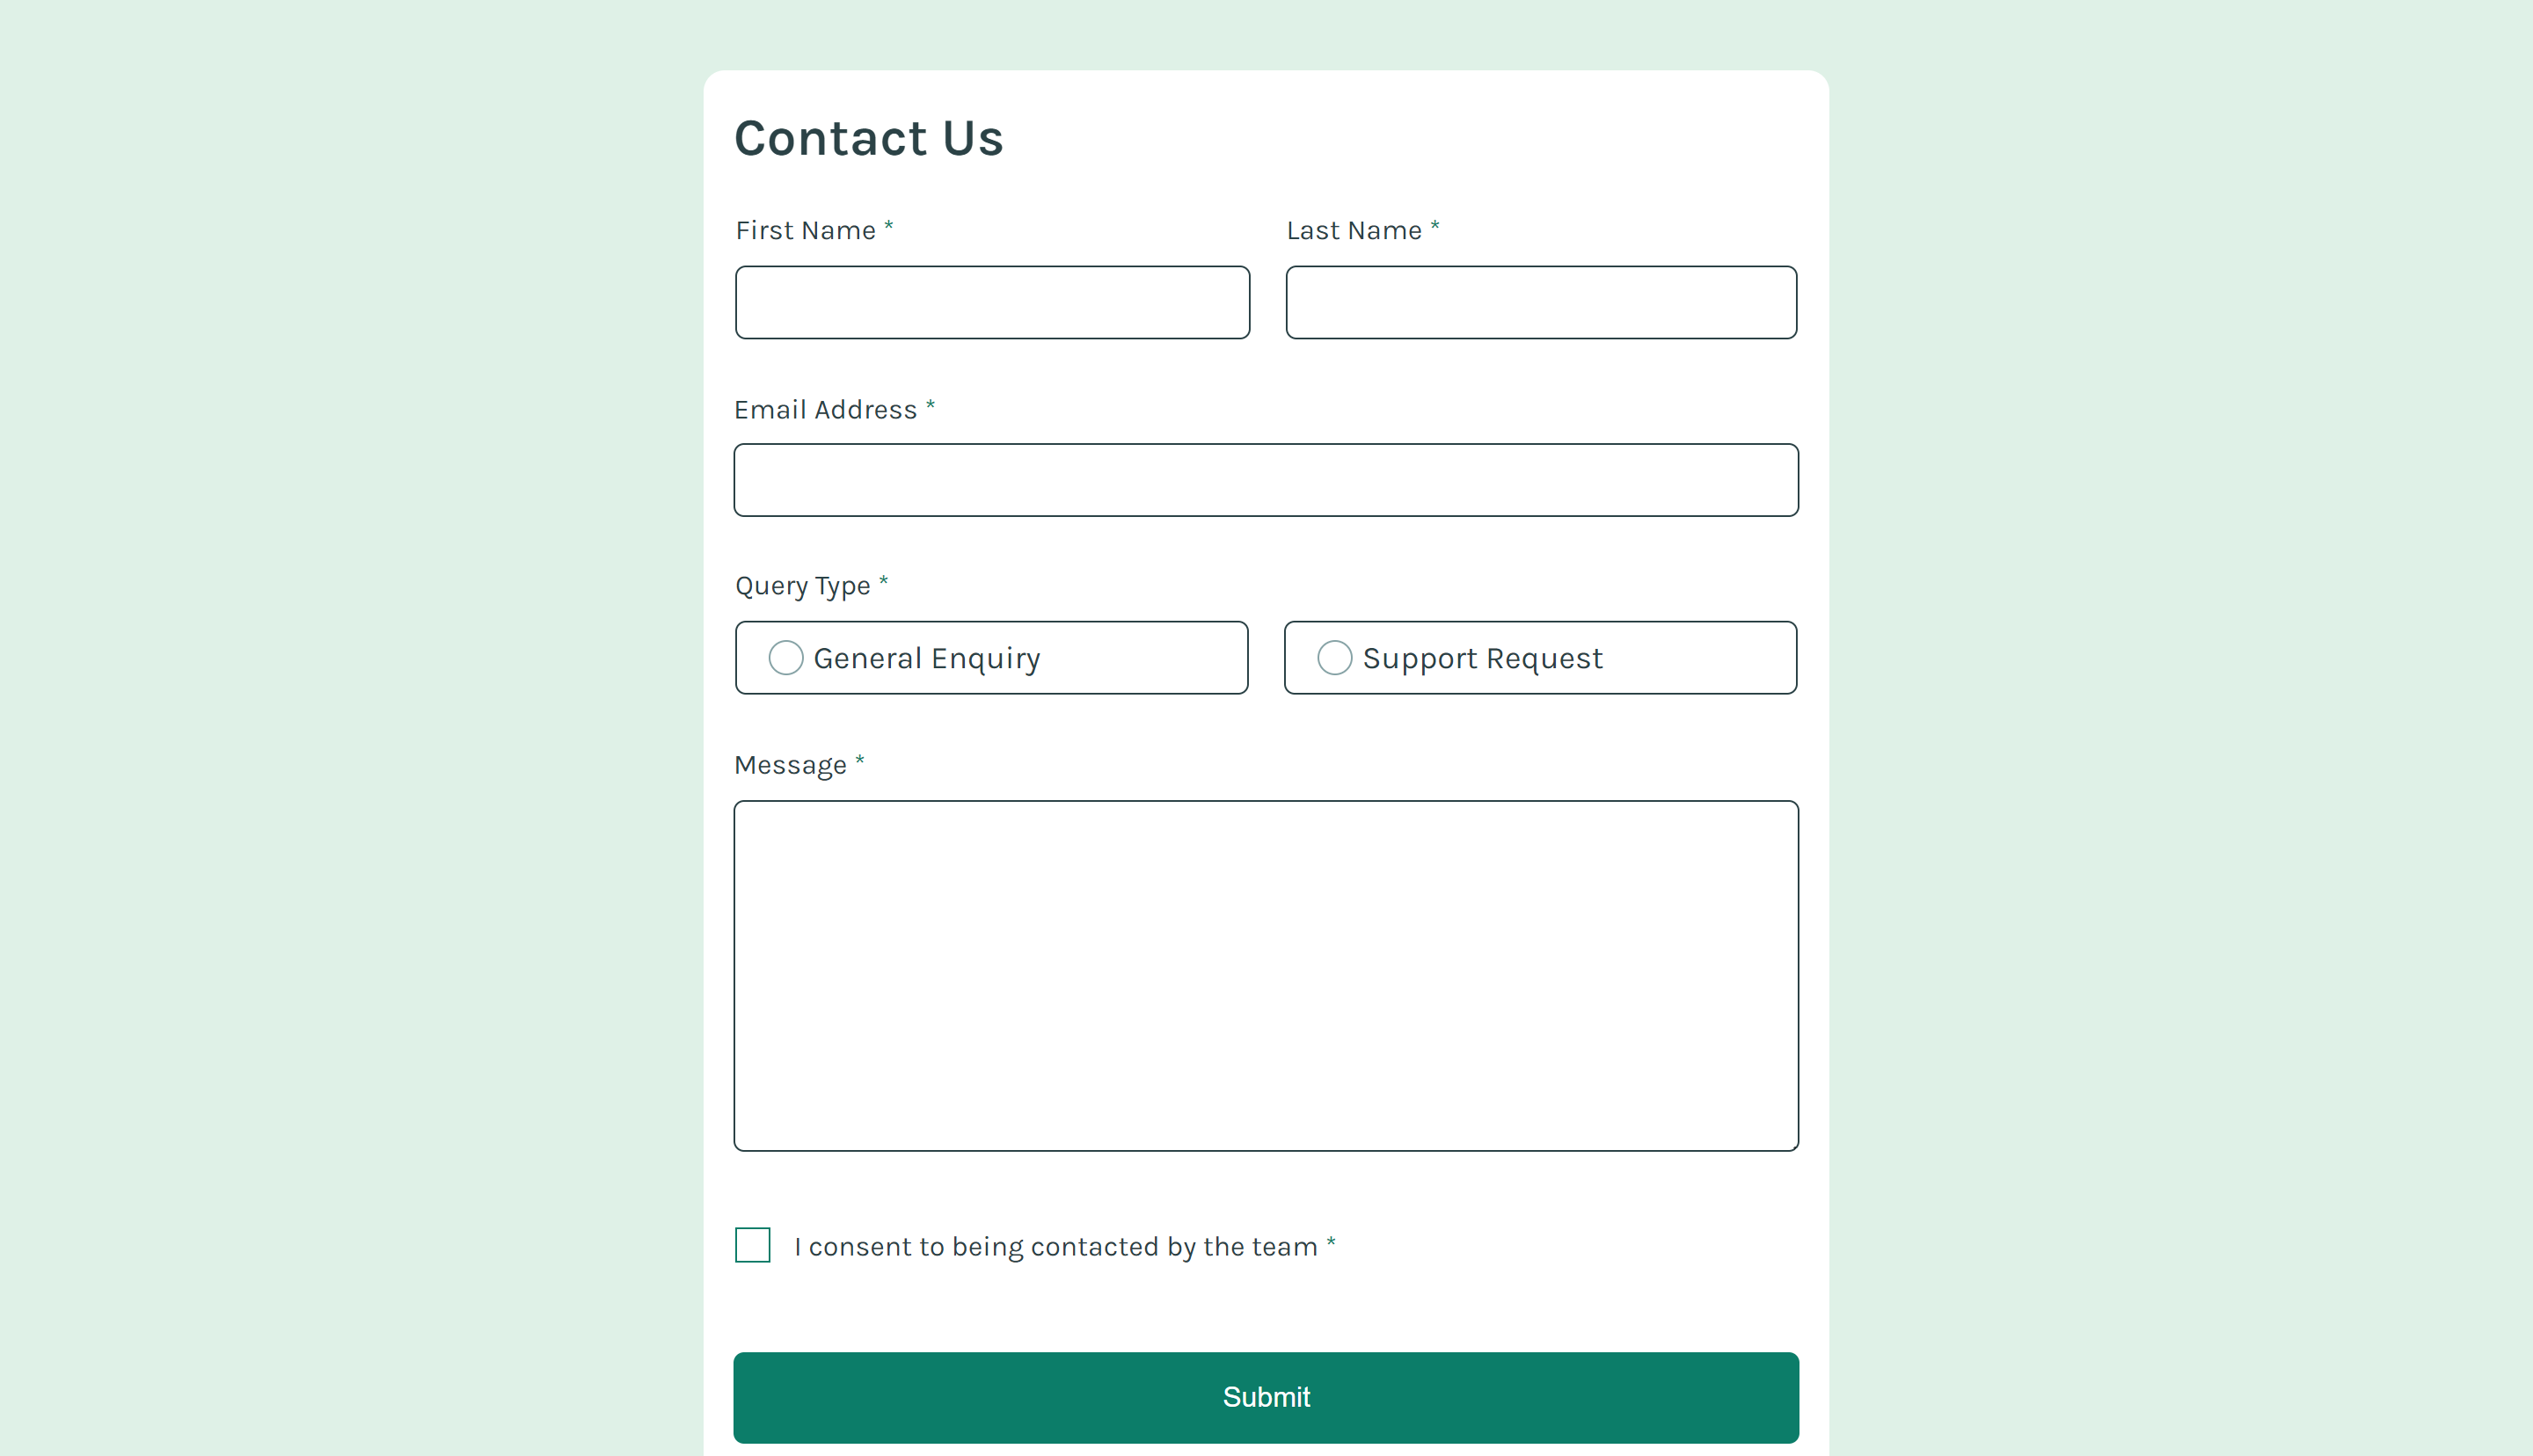 Contact Us
First Name * Last Name *
Email Address *
Query Type *
General Enquiry Support Request
Message *
I consent to being contacted by the team *
Submit